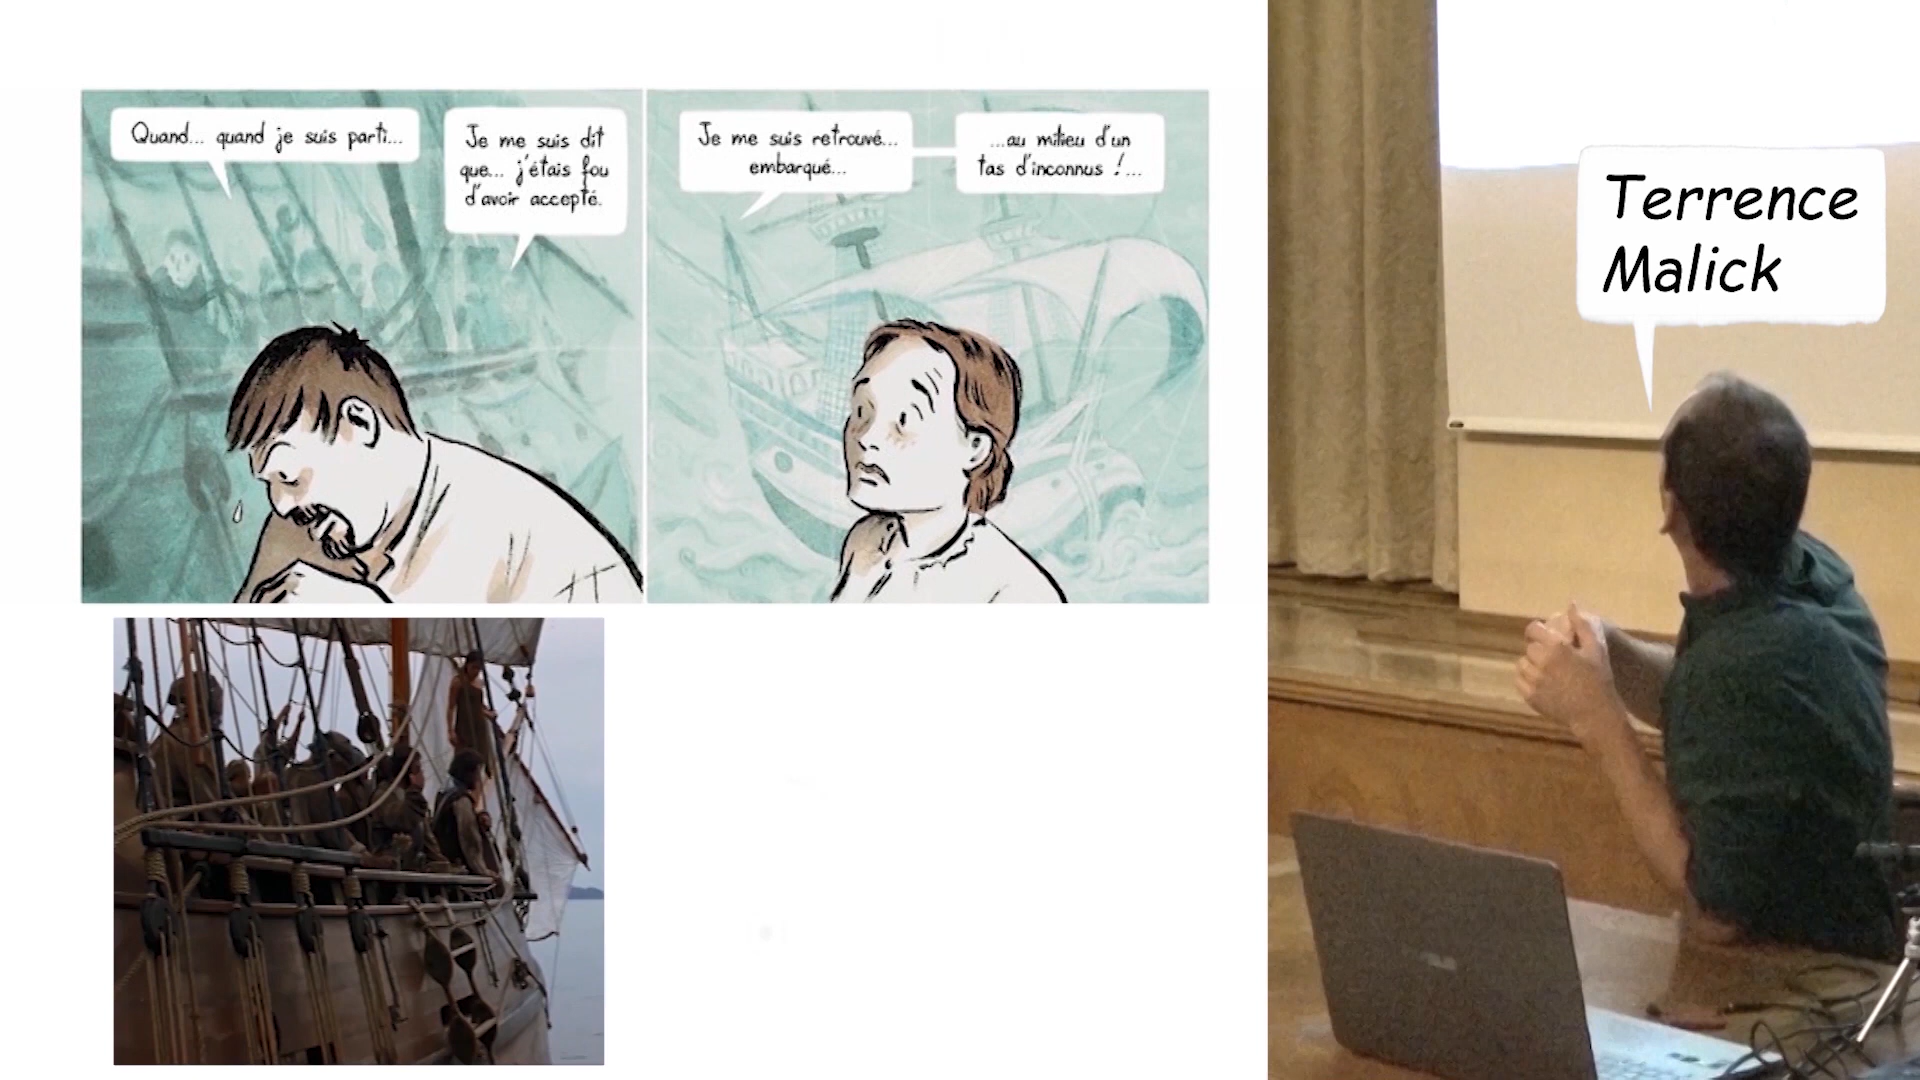 Quand... quand je suis parti...
Je me suis dit
que... j'étais fou
d'avoir accepté.
Je me suis retrouvé...
embarqué...
...au milieu d'un
tas d'inconnus !...
Terrence
Malick